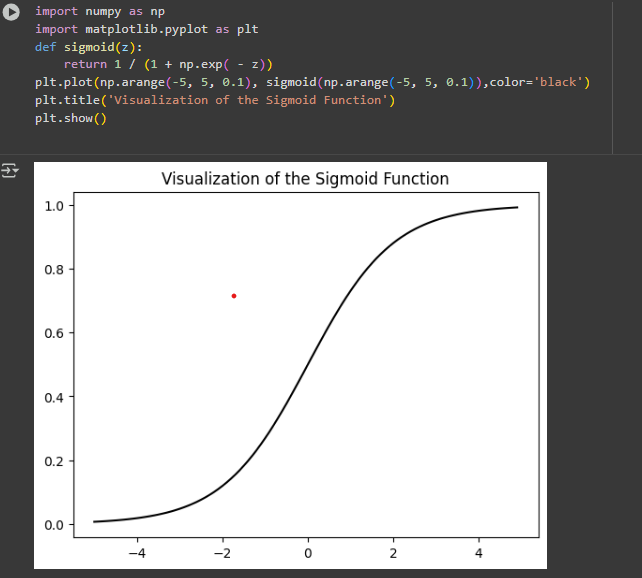 import numpy as np
import matplotlib.pyplot as plt
def sigmoid(z):
    return 1 / (1 + np.exp( - z))
plt.plot(np.arange(-5, 5, 0.1), sigmoid(np.arange(-5, 5, 0.1)),color='black')
plt.title('Visualization of the Sigmoid Function')
plt.show()
Visualization of the Sigmoid Function
1.0
0.8
0.6
0.4
0.2
0.0
−4 −2 0 2 4